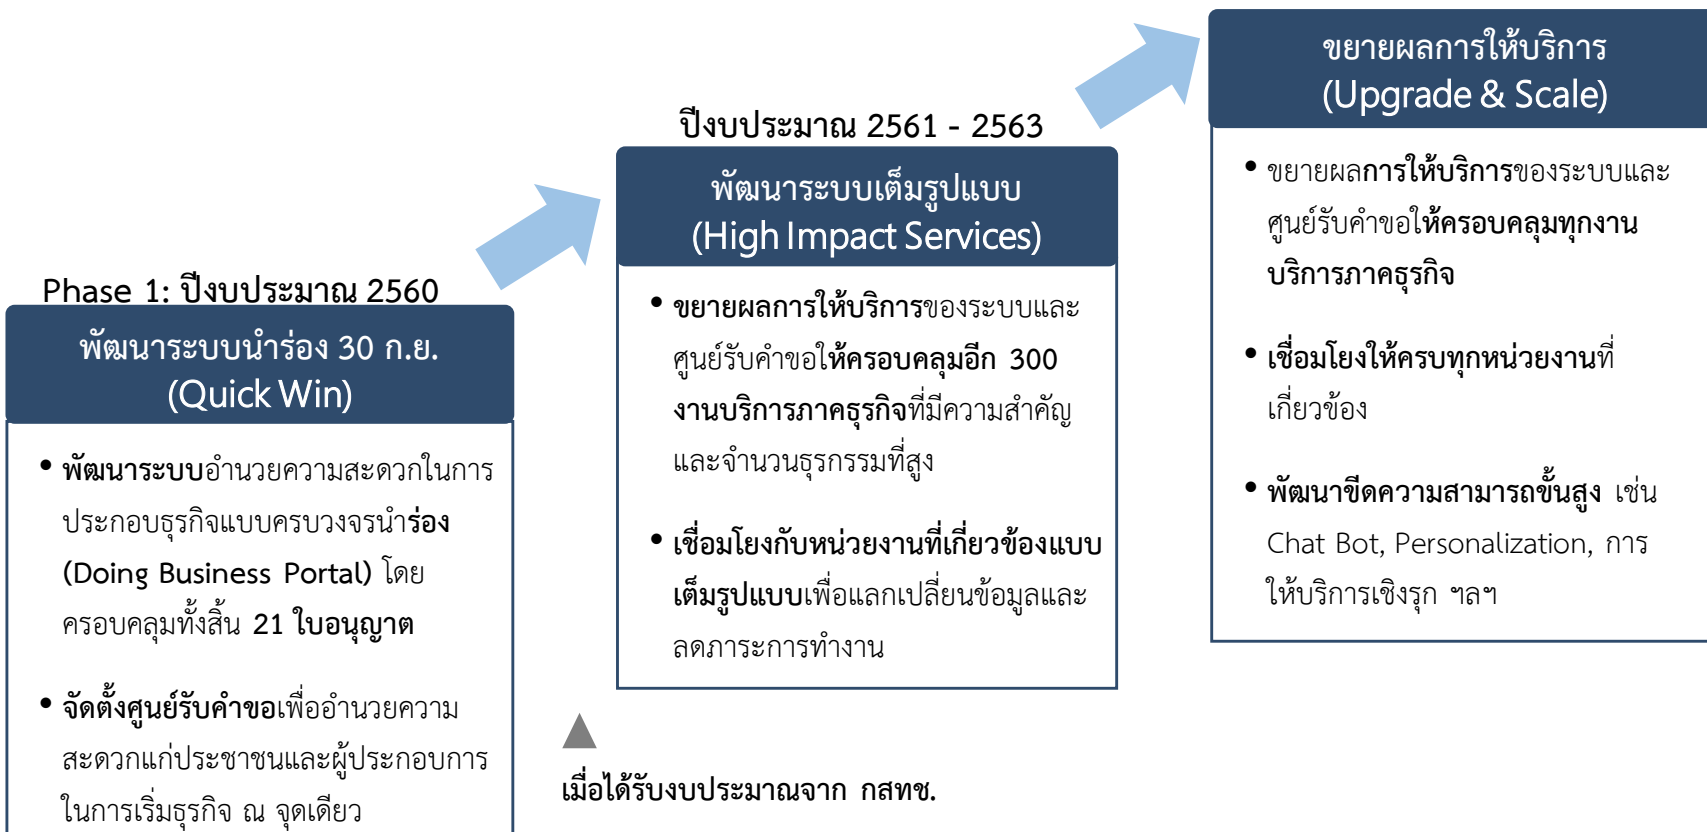 Phase 1: ปีงบประมาณ 2560
พัฒนาระบบนำร่อง 30 ก.ย.
(Quick Win)
• พัฒนาระบบอำนวยความสะดวกในการ
ประกอบธุรกิจแบบครบวงจรนำร่อง
(Doing Business Portal) โดย
ครอบคลุมทั้งสิ้น 21 ใบอนุญาต
• จัดตั้งศูนย์รับคำขอเพื่ออำนวยความ
สะดวกแก่ประชาชนและผู้ประกอบการ
ในการเริ่มธุรกิจ ณ จุดเดียว
ปีงบประมาณ 2561 - 2563
พัฒนาระบบเต็มรูปแบบ
(High Impact Services)
• ขยายผลการให้บริการของระบบและ
ศูนย์รับคำขอให้ครอบคลุมอีก 300
งานบริการภาคธุรกิจที่มีความสำคัญ
และจำนวนธุรกรรมที่สูง
• เชื่อมโยงกับหน่วยงานที่เกี่ยวข้องแบบ
เต็มรูปแบบเพื่อแลกเปลี่ยนข้อมูลและ
ลดภาระการทำงาน
เมื่อได้รับงบประมาณจาก กสทช.
ขยายผลการให้บริการ
(Upgrade & Scale)
• ขยายผลการให้บริการของระบบและ
ศูนย์รับคำขอให้ครอบคลุมทุกงาน
บริการภาคธุรกิจ
• เชื่อมโยงให้ครบทุกหน่วยงานที่
เกี่ยวข้อง
• พัฒนาขีดความสามารถขั้นสูง เช่น
Chat Bot, Personalization, การ
ให้บริการเชิงรุก ฯลฯ